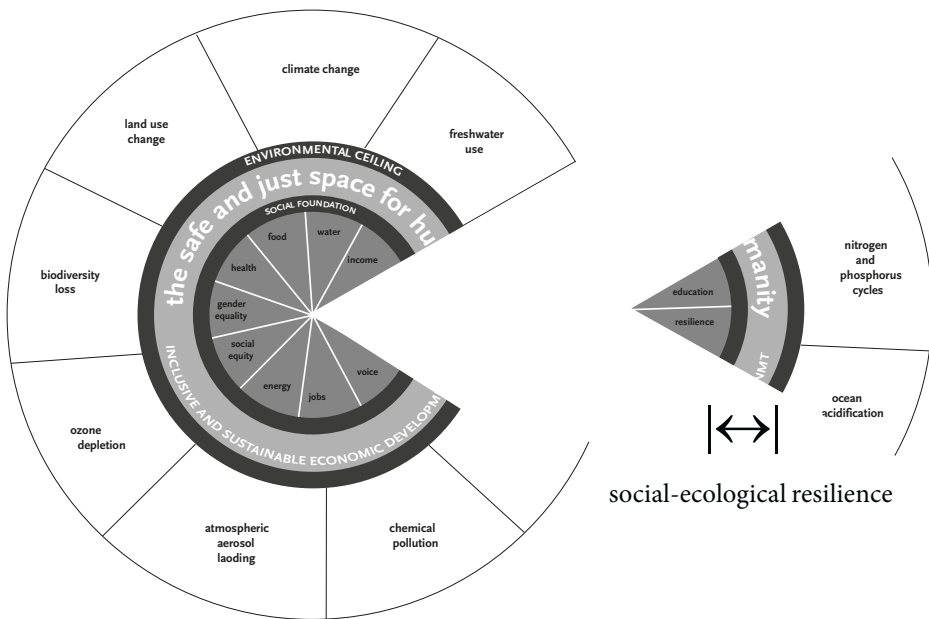 climate change
land use
change
freshwater
use
ENVIRONMENTAL CEILING
the safe and just space for hu
SOCIAL FOUNDATION
water
food
income
health
biodiversity
loss
gender
equality
social
equity
energy
jobs
voice
INCLUSIVE AND SUSTAINABLE ECONOMIC DEVELOPM
ozone
depletion
atmospheric
aerosol
laoding
chemical
pollution
manity
education
resilience
NMT
nitrogen
and
phosphorus
cycles
ocean
acidification
social-ecological resilience